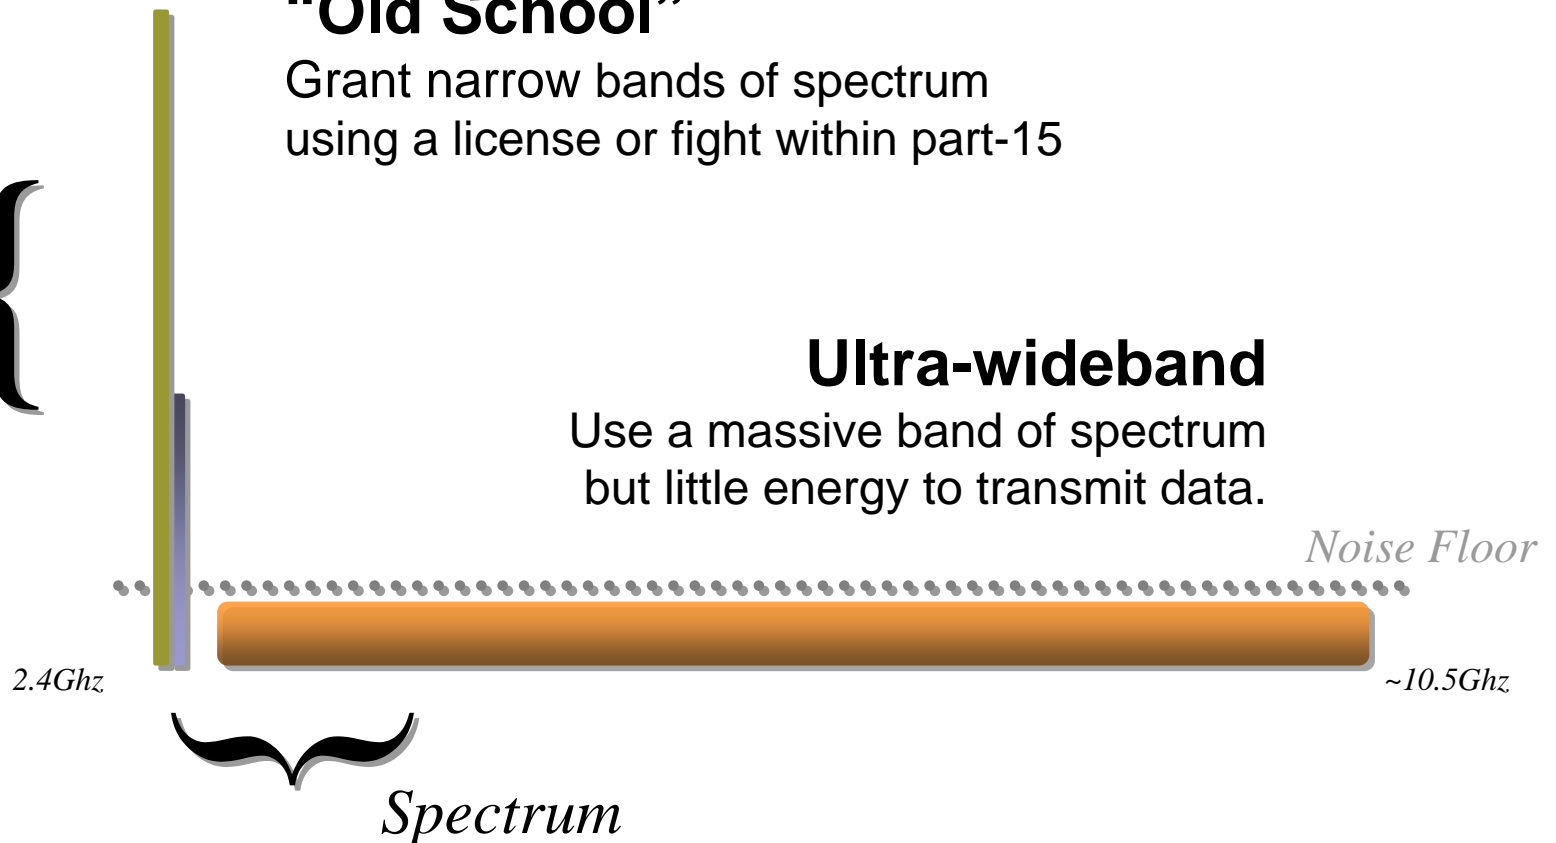 “Old School”
Grant narrow bands of spectrum
using a license or fight within part-15
Ultra-wideband
Use a massive band of spectrum
but little energy to transmit data.
Noise Floor
2.4Ghz
~10.5Ghz
Spectrum